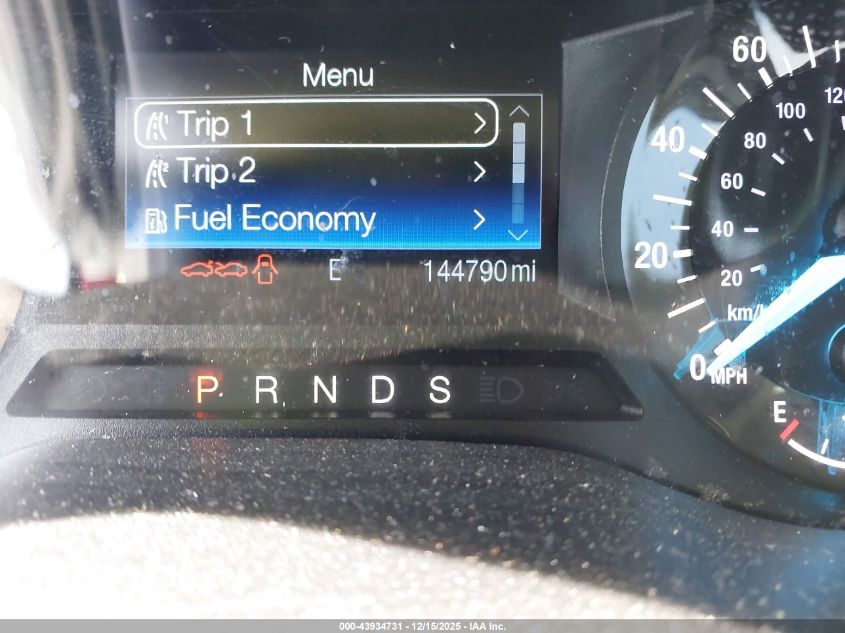 Menu
Trip 1
Trip 2
Fuel Economy
E 144790mi
P R N D S
60
40
20
0
MPH
120
100
80
60
40
20
km/
E
000-43934731 - 12/15/2025 - IAA Inc.